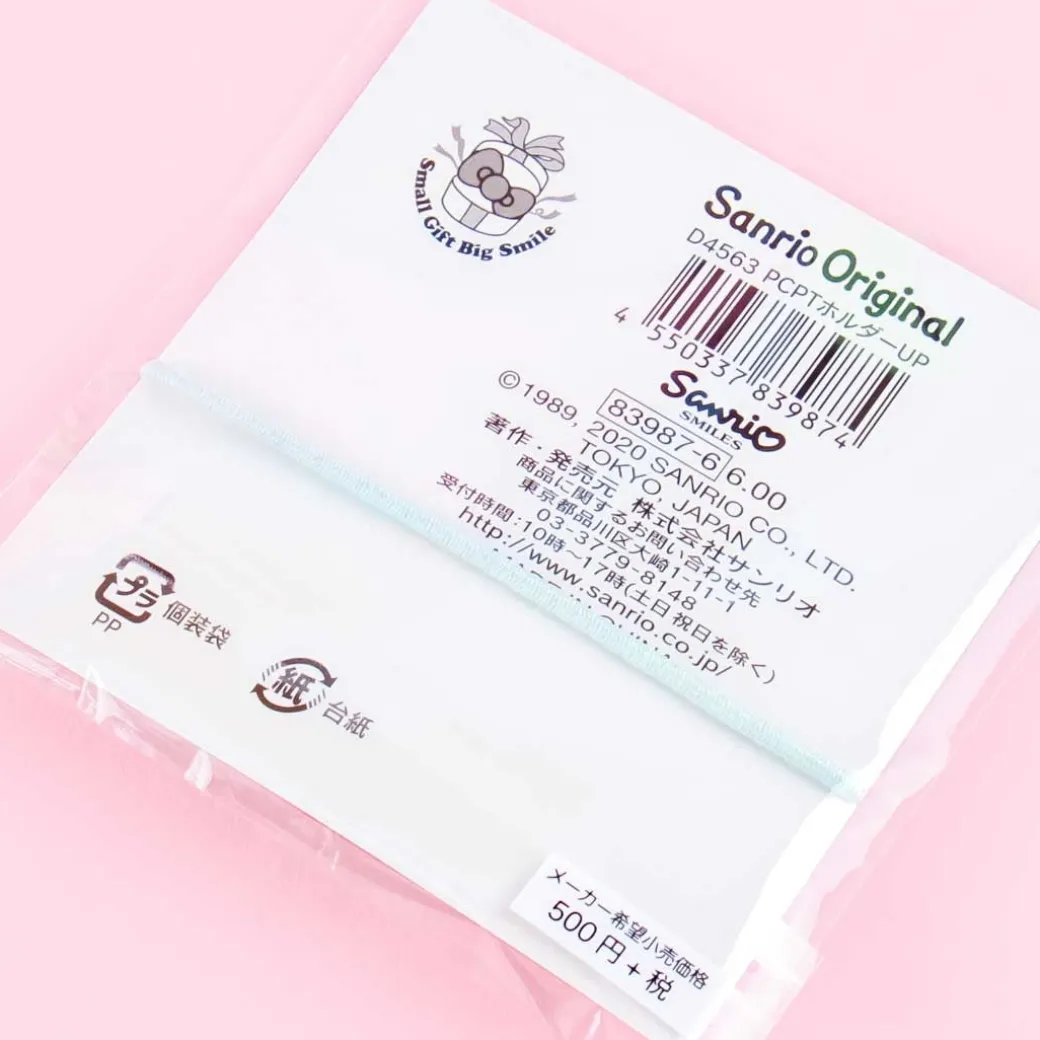 Small Gift Big Smile
Sanrio Original
D4563 PCPTホルダーUP
4 550337 839874
Sanrio
SMILES
83987-6 6.00
© 1989, 2020 SANRIO CO., LTD.
TOKYO, JAPAN
著作・発売元 株式会社サンリオ
商品に関するお問い合わせ先
東京都品川区大崎1-11-1
03-3779-8148
受付時間:10時~17時(土日祝日を除く)
http://www.sanrio.co.jp/
プラ 個装袋
PP
紙 台紙
メーカー希望小売価格
500円+税